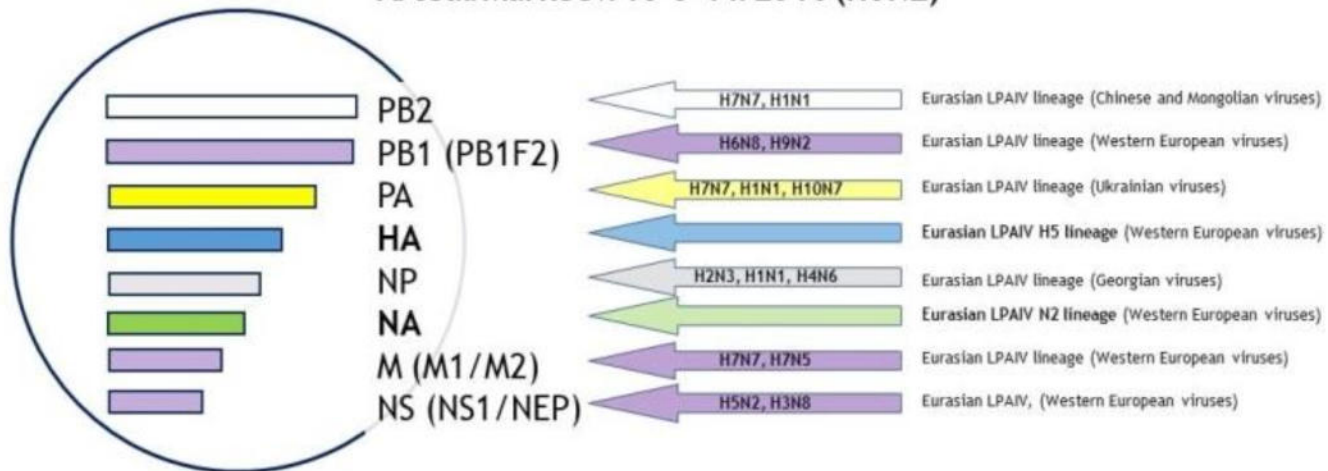 PB2
H7N7, H1N1
Eurasian LPAIV lineage (Chinese and Mongolian viruses)
PB1 (PB1F2)
H6N8, H9N2
Eurasian LPAIV lineage (Western European viruses)
PA
H7N7, H1N1, H10N7
Eurasian LPAIV lineage (Ukrainian viruses)
HA
Eurasian LPAIV H5 lineage (Western European viruses)
NP
H2N3, H1N1, H4N6
Eurasian LPAIV lineage (Georgian viruses)
NA
Eurasian LPAIV N2 lineage (Western European viruses)
M (M1/M2)
H7N7, H7N5
Eurasian LPAIV lineage (Western European viruses)
NS (NS1/NEP)
H5N2, H3N8
Eurasian LPAIV, (Western European viruses)